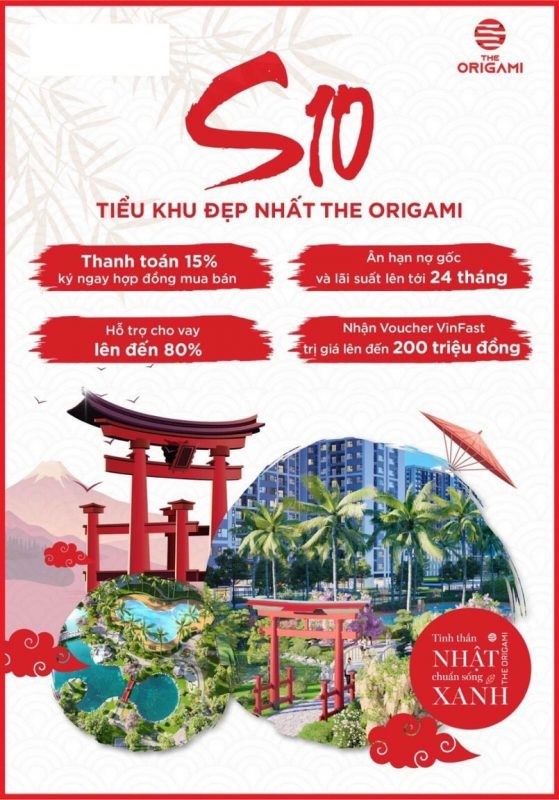 THE
ORIGAMI
S10
TIỂU KHU ĐẸP NHẤT THE ORIGAMI
Thanh toán 15%
ký ngay hợp đồng mua bán
Ân hạn nợ gốc
và lãi suất lên tới 24 tháng
Hỗ trợ cho vay
lên đến 80%
Nhận Voucher VinFast
trị giá lên đến 200 triệu đồng
Tinh thần
NHẬT
chuẩn sống
XANH
THE ORIGAMI